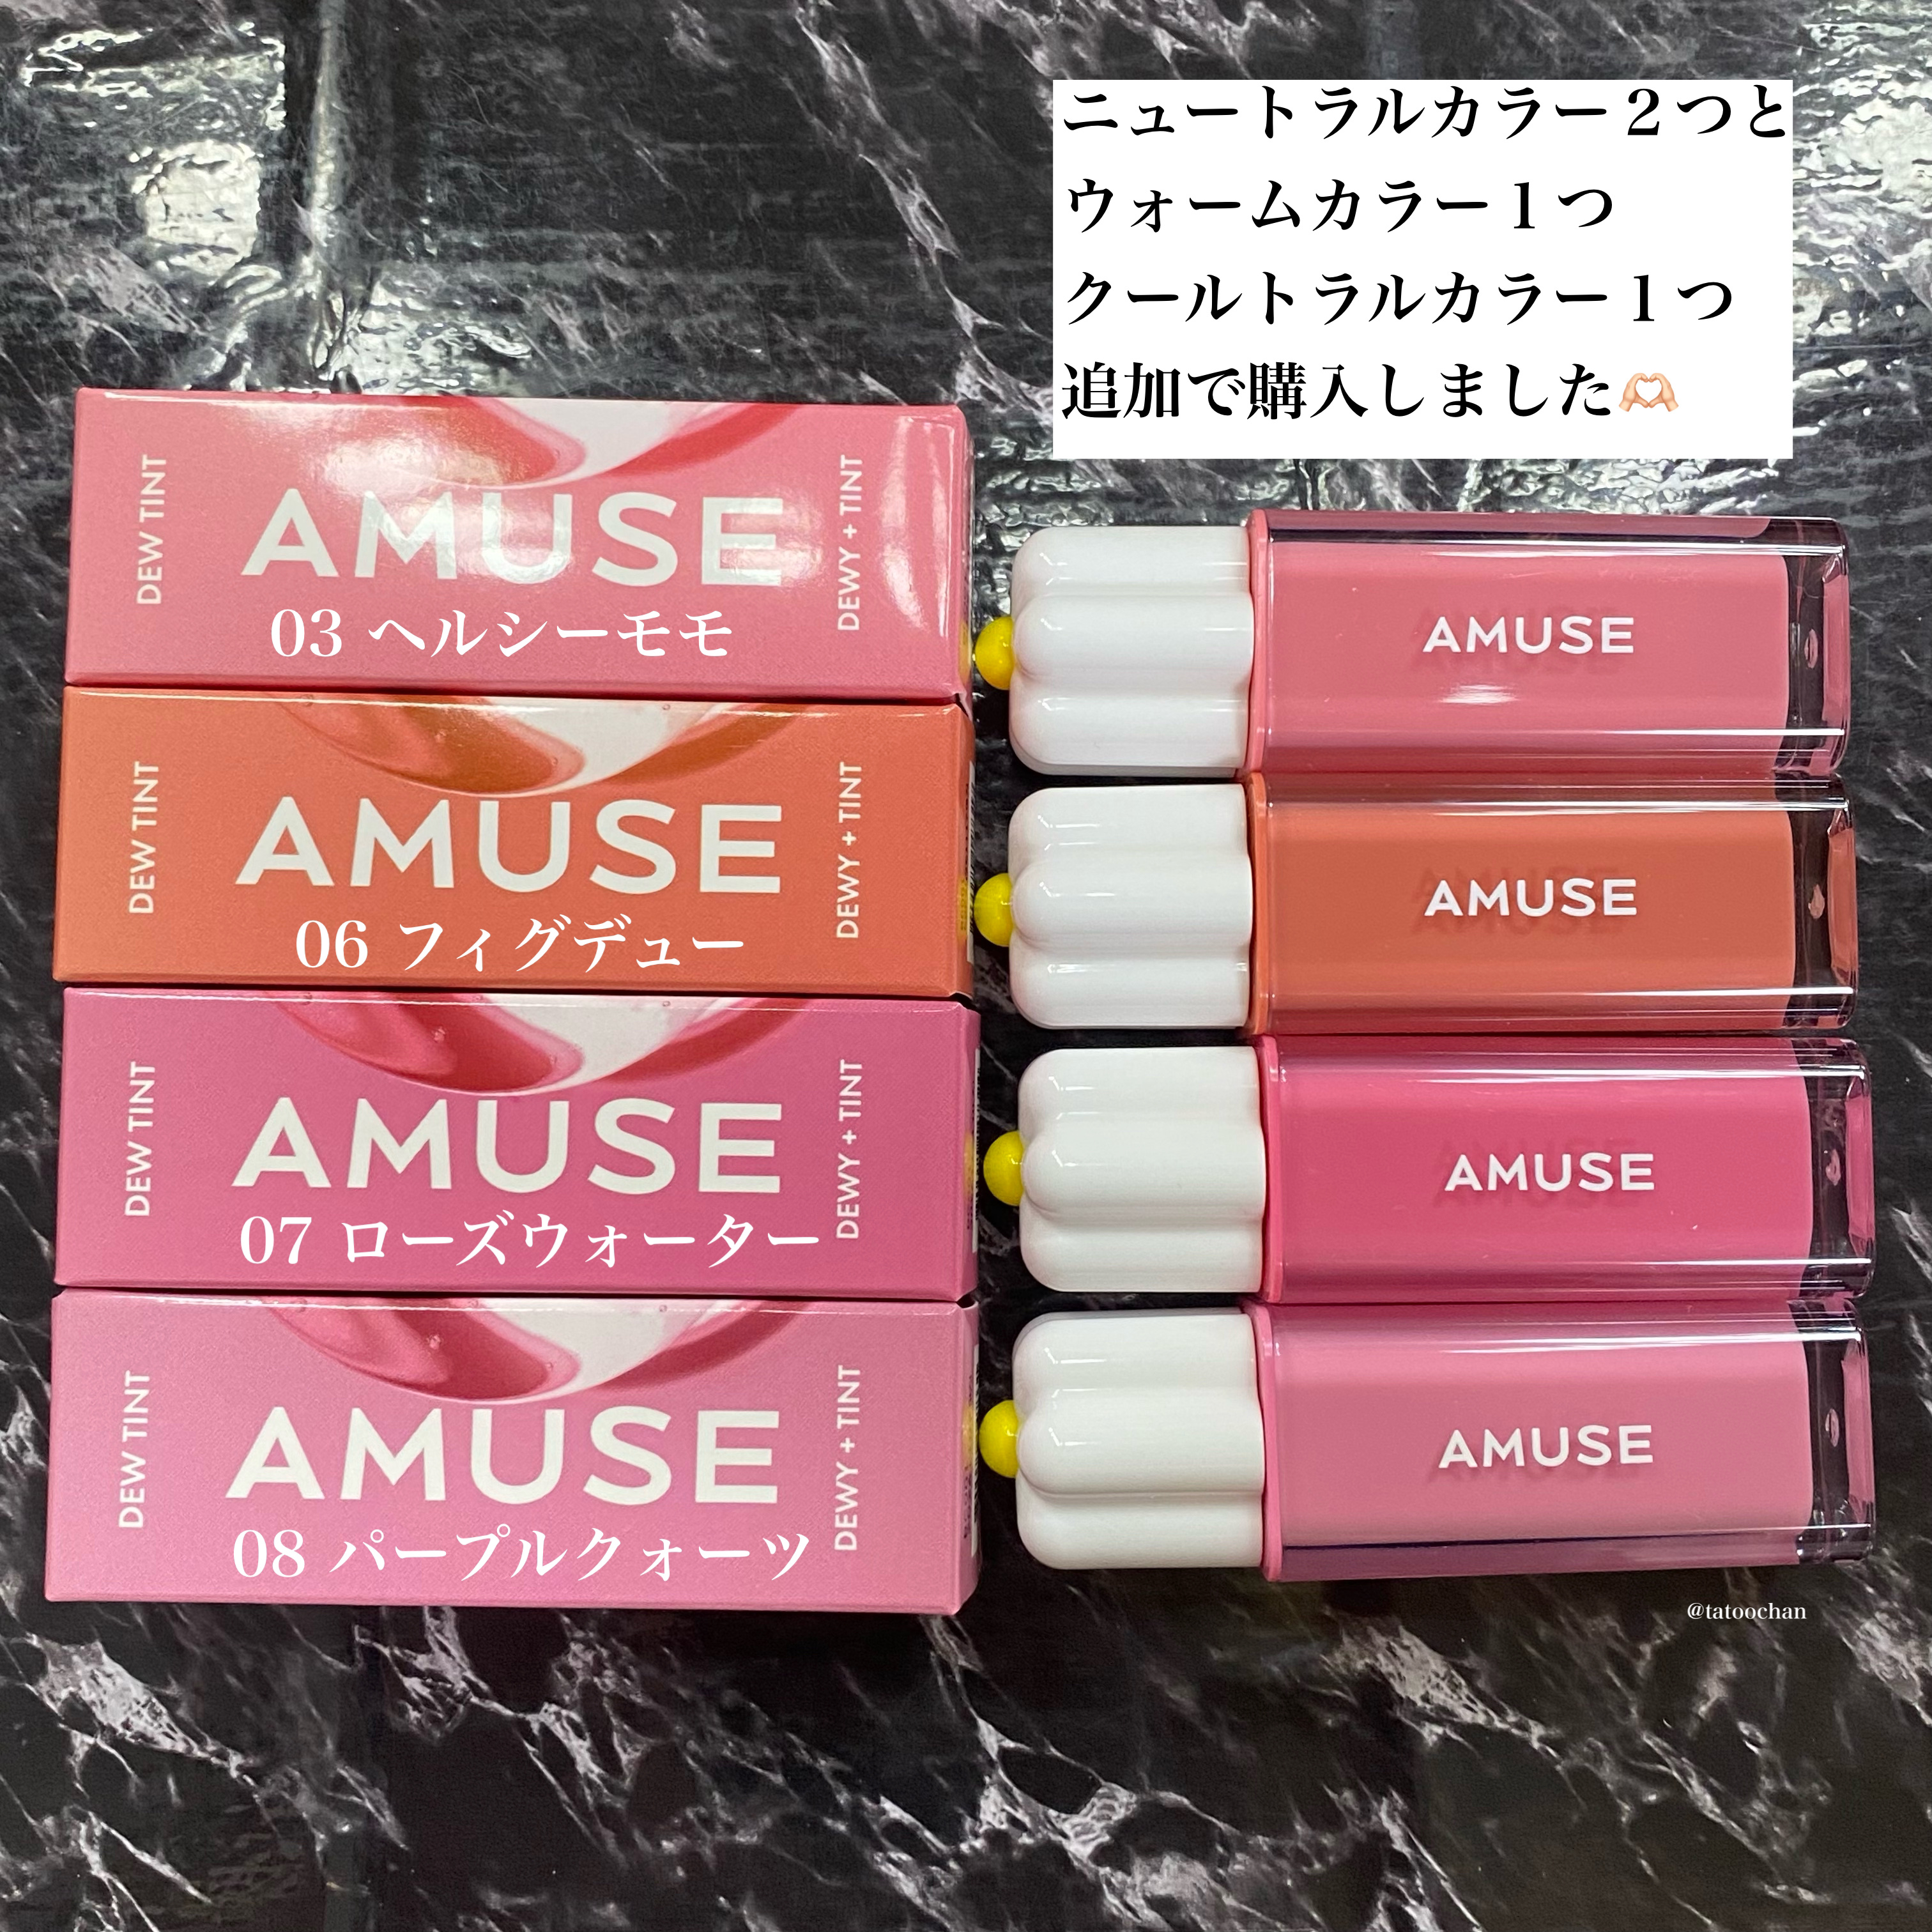 ニュートラルカラー２つと
ウォームカラー１つ
クールトラルカラー１つ
追加で購入しました🫶🏻
DEW TINT
AMUSE
DEWY + TINT
03 ヘルシーモモ
AMUSE
DEW TINT
AMUSE
DEWY + TINT
06 フィグデュー
AMUSE
DEW TINT
AMUSE
DEWY + TINT
07 ローズウォーター
AMUSE
DEW TINT
AMUSE
DEWY + TINT
08 パープルクォーツ
AMUSE
@tatoochan